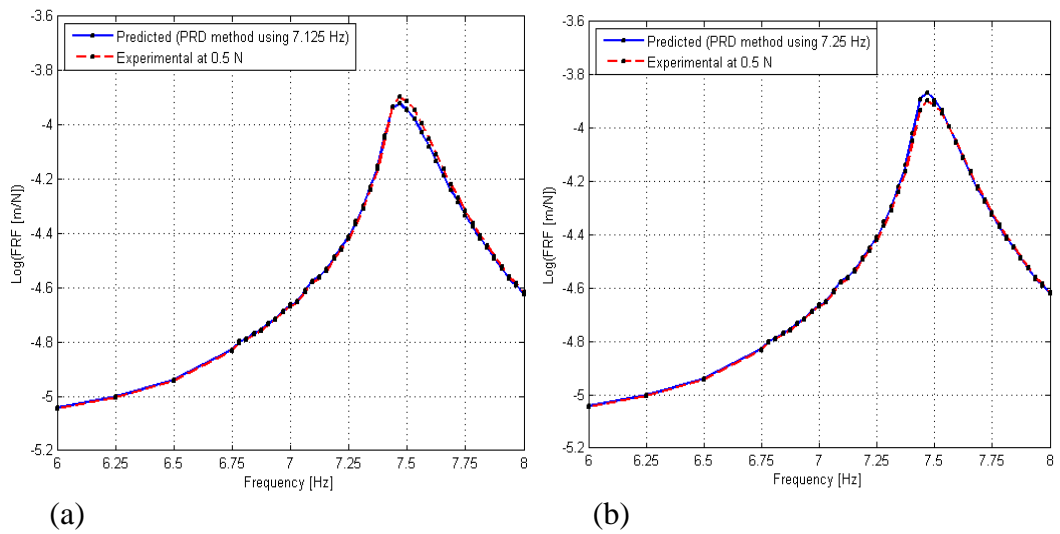 -3.6
Predicted (PRD method using 7.125 Hz)
Experimental at 0.5 N
-3.8
-4
-4.2
-4.4
-4.6
-4.8
-5
-5.2
Log(FRF [m/N])
6 6.25 6.5 6.75 7 7.25 7.5 7.75 8
Frequency [Hz]
(a)
-3.6
Predicted (PRD method using 7.25 Hz)
Experimental at 0.5 N
-3.8
-4
-4.2
-4.4
-4.6
-4.8
-5
-5.2
Log(FRF [m/N])
6 6.25 6.5 6.75 7 7.25 7.5 7.75 8
Frequency [Hz]
(b)